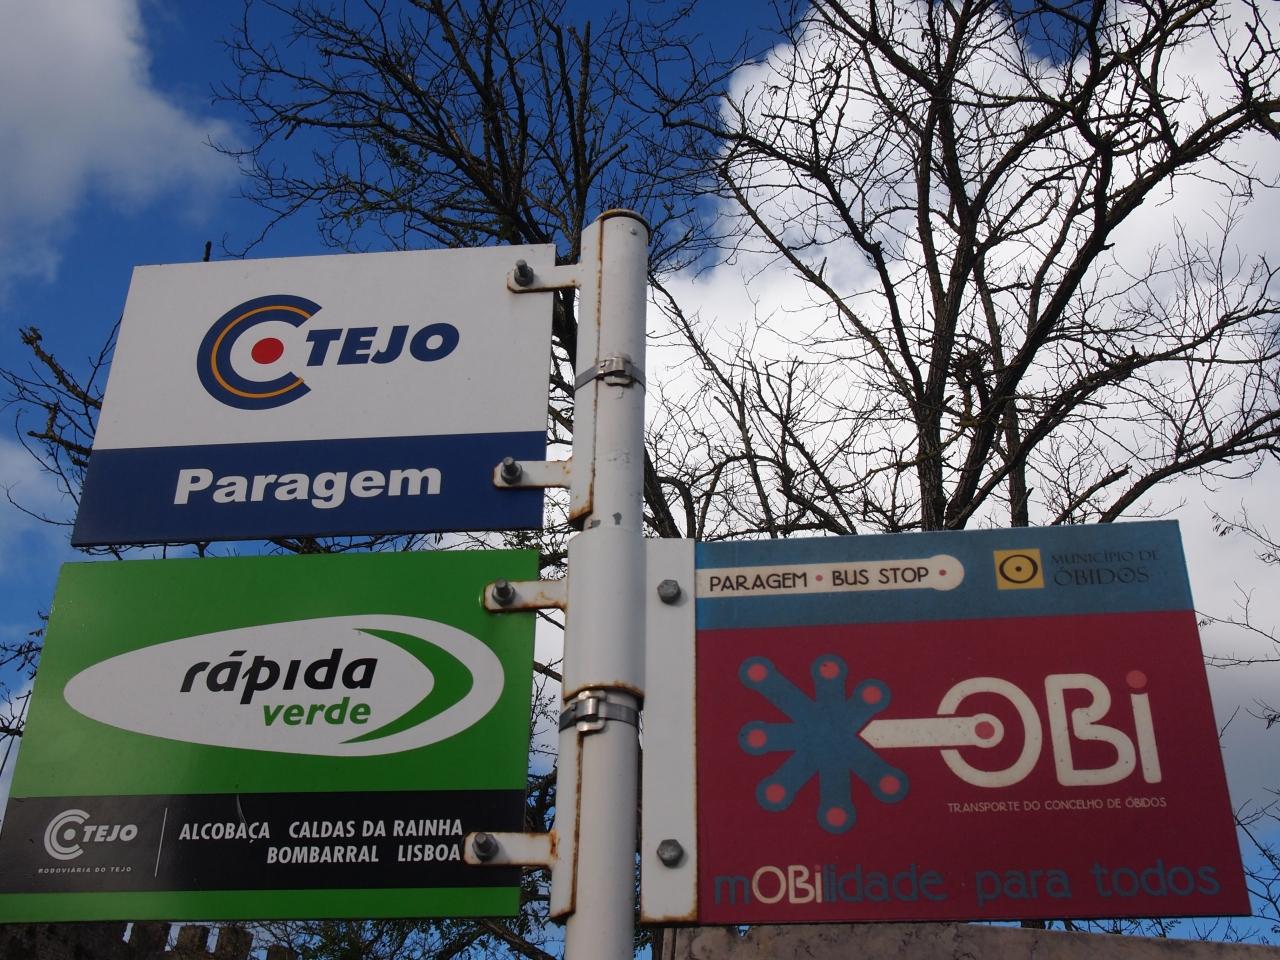 TEJO
Paragem
rápida
verde
TEJO
RODOVIÁRIA DO TEJO
ALCOBAÇA CALDAS DA RAINHA
BOMBARRAL LISBOA
PARAGEM • BUS STOP
MUNICÍPIO DE
ÓBIDOS
OBi
TRANSPORTE DO CONCELHO DE ÓBIDOS
mOBilidade para todos